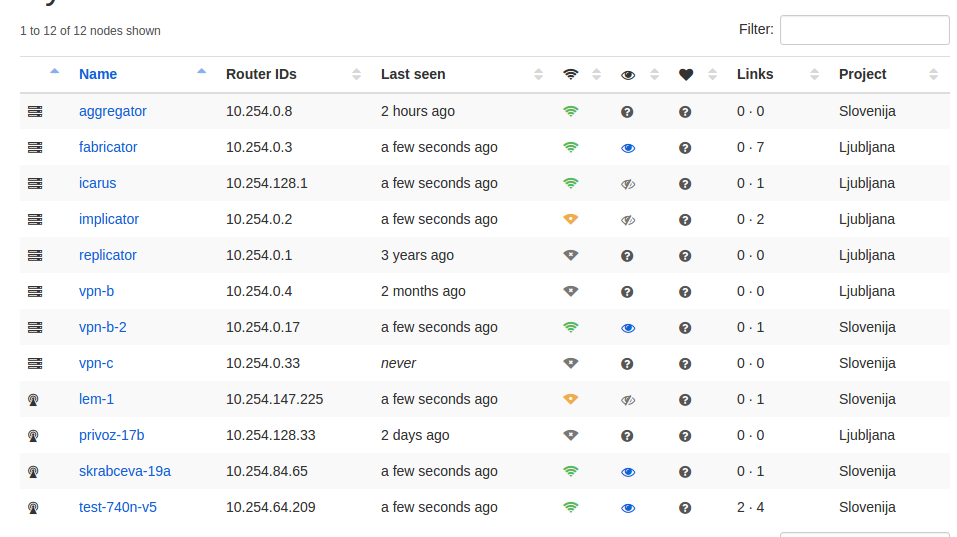 1 to 12 of 12 nodes shown Filter:
Name Router IDs Last seen Links Project
aggregator 10.254.0.8 2 hours ago 0 · 0 Slovenija
fabricator 10.254.0.3 a few seconds ago 0 · 7 Ljubljana
icarus 10.254.128.1 a few seconds ago 0 · 1 Ljubljana
implicator 10.254.0.2 a few seconds ago 0 · 2 Ljubljana
replicator 10.254.0.1 3 years ago 0 · 0 Ljubljana
vpn-b 10.254.0.4 2 months ago 0 · 0 Ljubljana
vpn-b-2 10.254.0.17 a few seconds ago 0 · 1 Slovenija
vpn-c 10.254.0.33 never 0 · 0 Slovenija
lem-1 10.254.147.225 a few seconds ago 0 · 1 Slovenija
privoz-17b 10.254.128.33 2 days ago 0 · 0 Ljubljana
skrabceva-19a 10.254.84.65 a few seconds ago 0 · 1 Slovenija
test-740n-v5 10.254.64.209 a few seconds ago 2 · 4 Slovenija